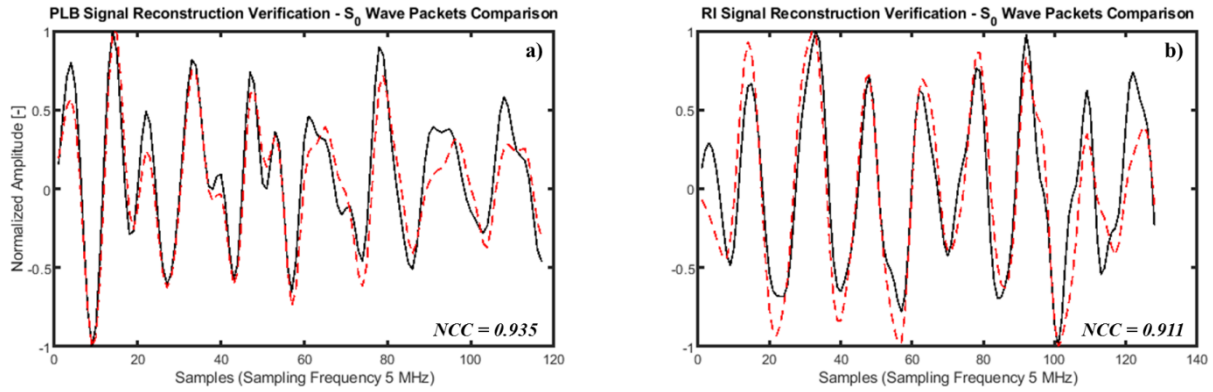 PLB Signal Reconstruction Verification - S₀ Wave Packets Comparison
a)
Normalized Amplitude [-]
1
0.5
0
-0.5
-1
NCC = 0.935
0 20 40 60 80 100 120
Samples (Sampling Frequency 5 MHz)
RI Signal Reconstruction Verification - S₀ Wave Packets Comparison
b)
1
0.5
0
-0.5
-1
NCC = 0.911
0 20 40 60 80 100 120 140
Samples (Sampling Frequency 5 MHz)